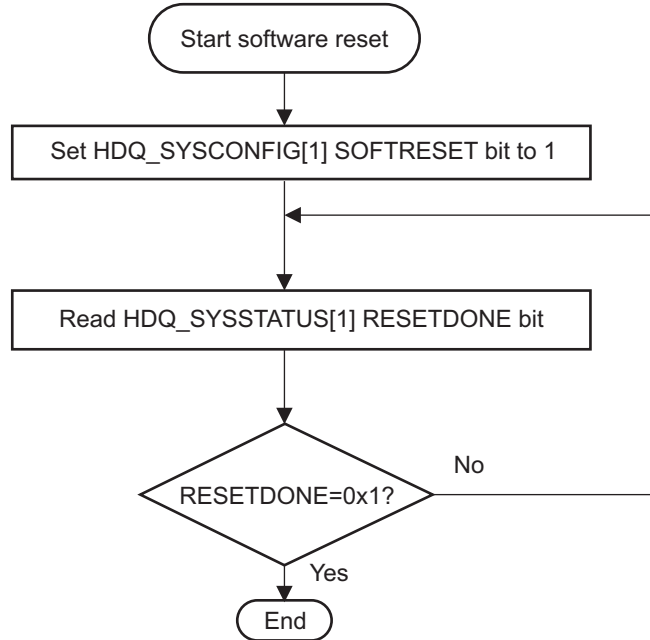 Start software reset
Set HDQ_SYSCONFIG[1] SOFTRESET bit to 1
Read HDQ_SYSSTATUS[1] RESETDONE bit
No
RESETDONE=0x1?
Yes
End